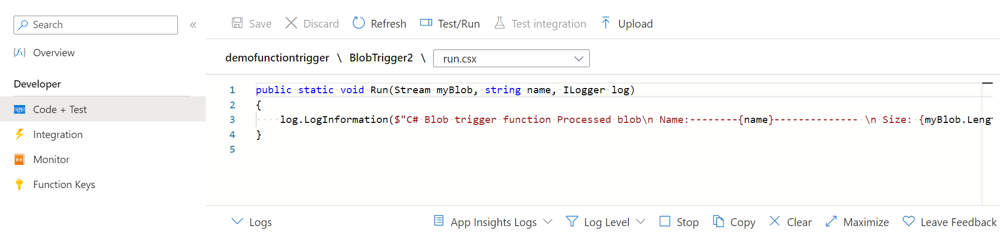 Search
«
Save Discard Refresh Test/Run Test integration Upload
Overview
demofunctiontrigger \ BlobTrigger2 \ run.csx
Developer
Code + Test
Integration
Monitor
Function Keys
1 public static void Run(Stream myBlob, string name, ILogger log)
2 {
3     log.LogInformation($"C# Blob trigger function Processed blob\n Name:--------{name}-------------- \n Size: {myBlob.Leng
4 }
5
Logs App Insights Logs Log Level Stop Copy Clear Maximize Leave Feedback